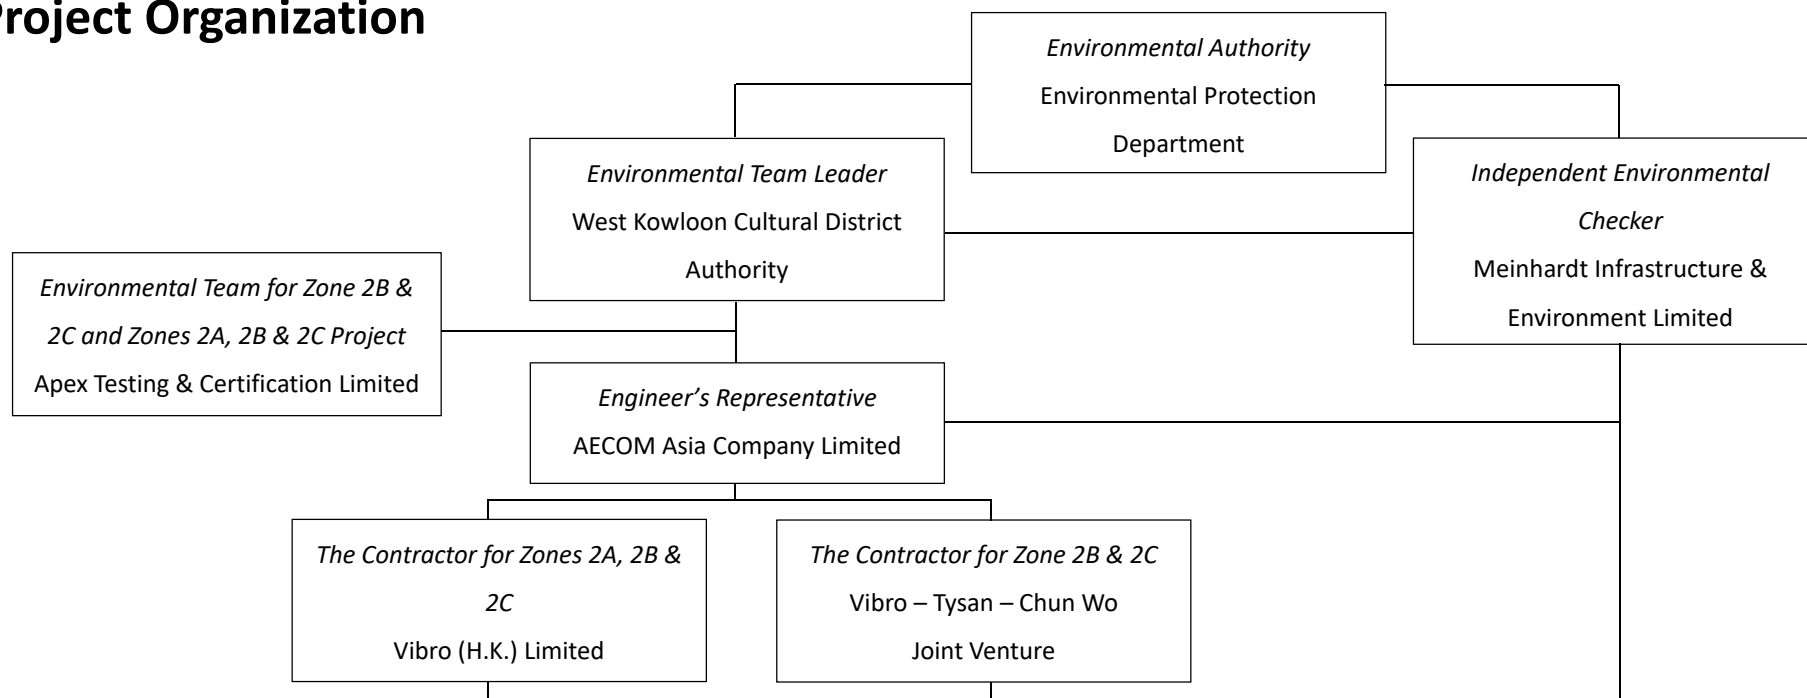 Project Organization
Environmental Authority
Environmental Protection
Department
Environmental Team Leader
West Kowloon Cultural District
Authority
Independent Environmental
Checker
Meinhardt Infrastructure &
Environment Limited
Environmental Team for Zone 2B &
2C and Zones 2A, 2B & 2C Project
Apex Testing & Certification Limited
Engineer’s Representative
AECOM Asia Company Limited
The Contractor for Zones 2A, 2B &
2C
Vibro (H.K.) Limited
The Contractor for Zone 2B & 2C
Vibro – Tysan – Chun Wo
Joint Venture